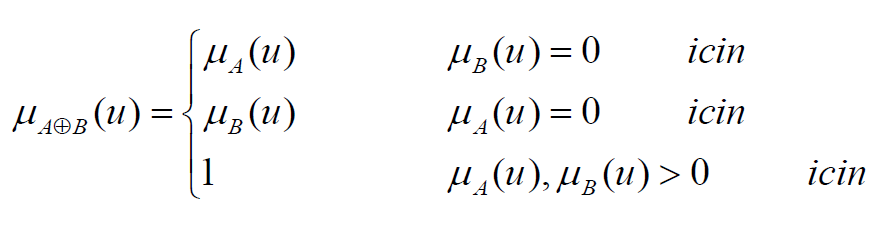 μ_A(u) μ_B(u) = 0 icin
μ_{A⊕B}(u) = { μ_B(u) μ_A(u) = 0 icin
1 μ_A(u), μ_B(u) > 0 icin